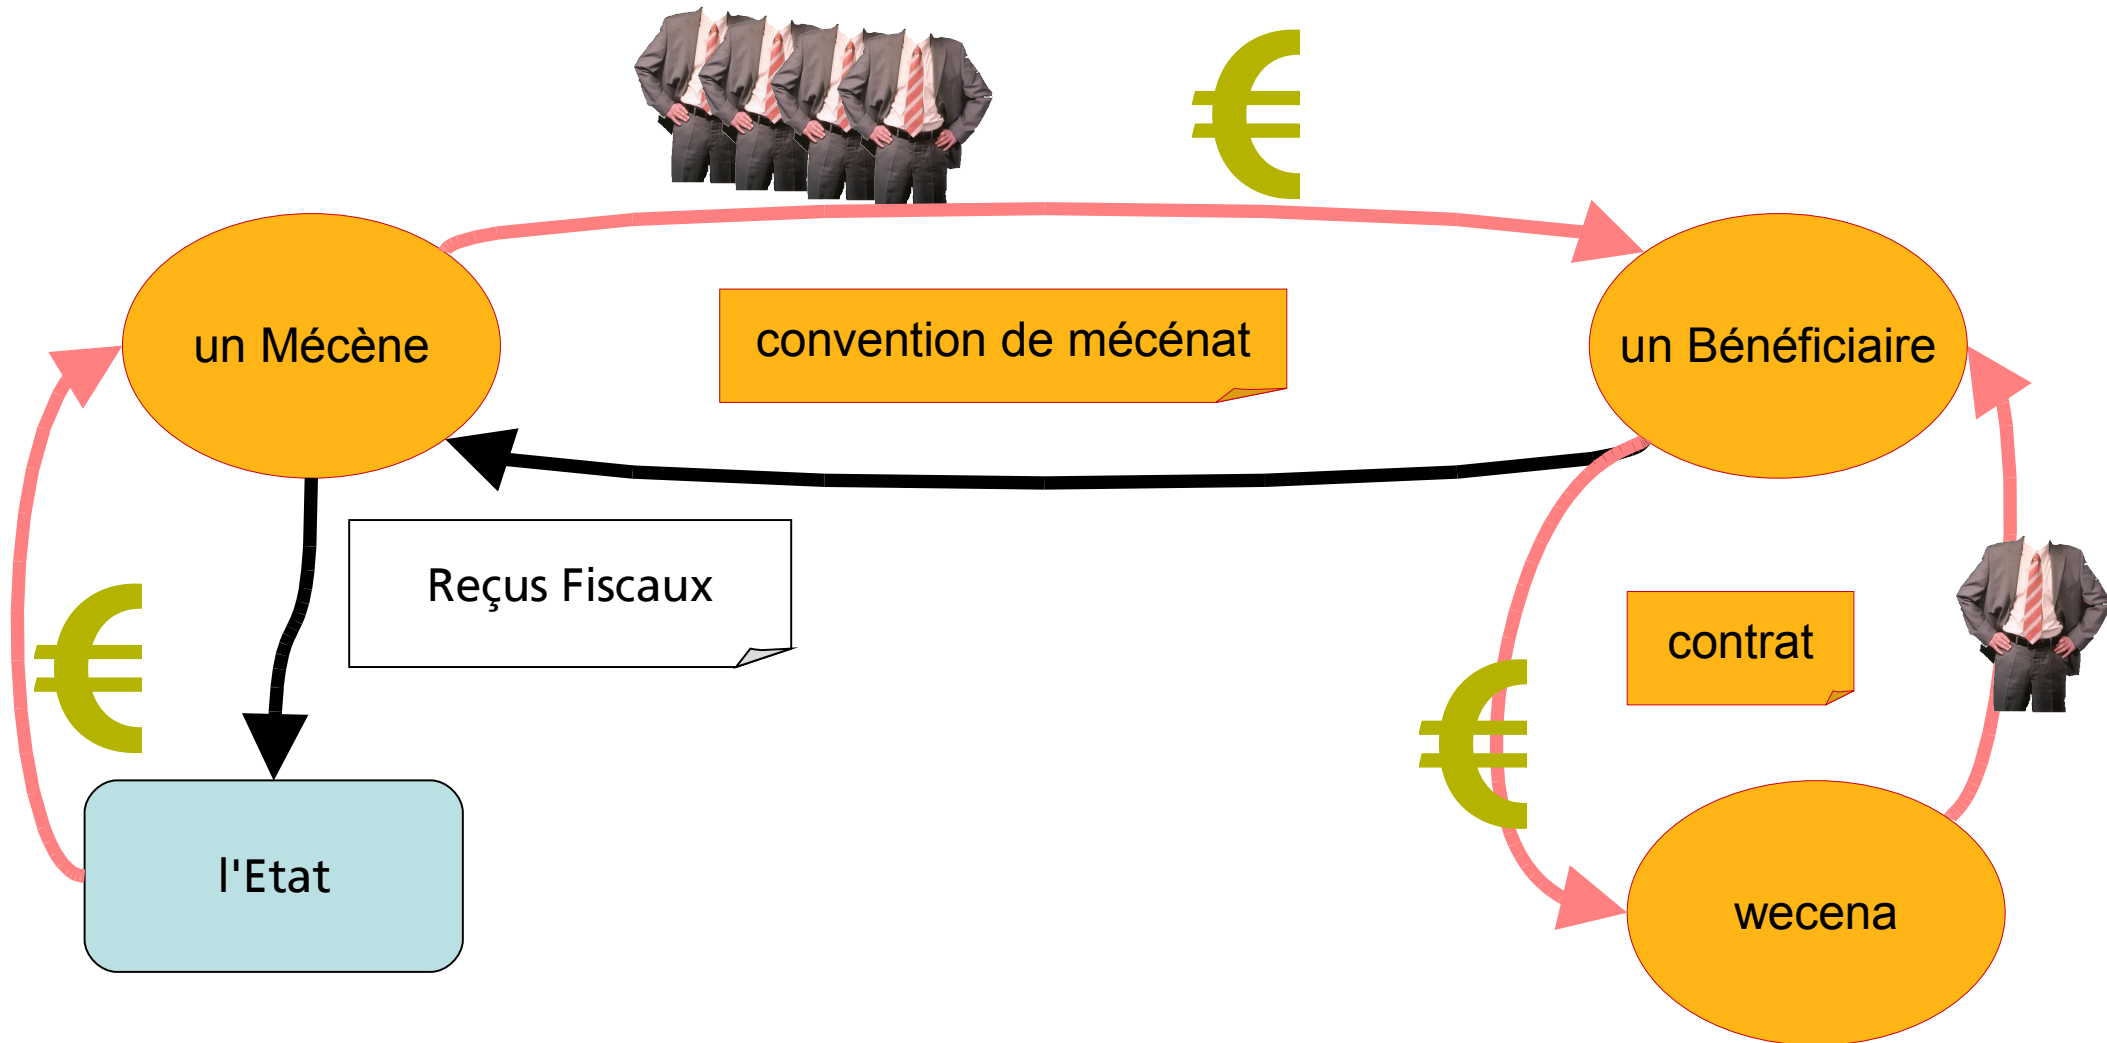 €
un Mécène
convention de mécénat
un Bénéficiaire
Reçus Fiscaux
€
contrat
€
l'Etat
wecena